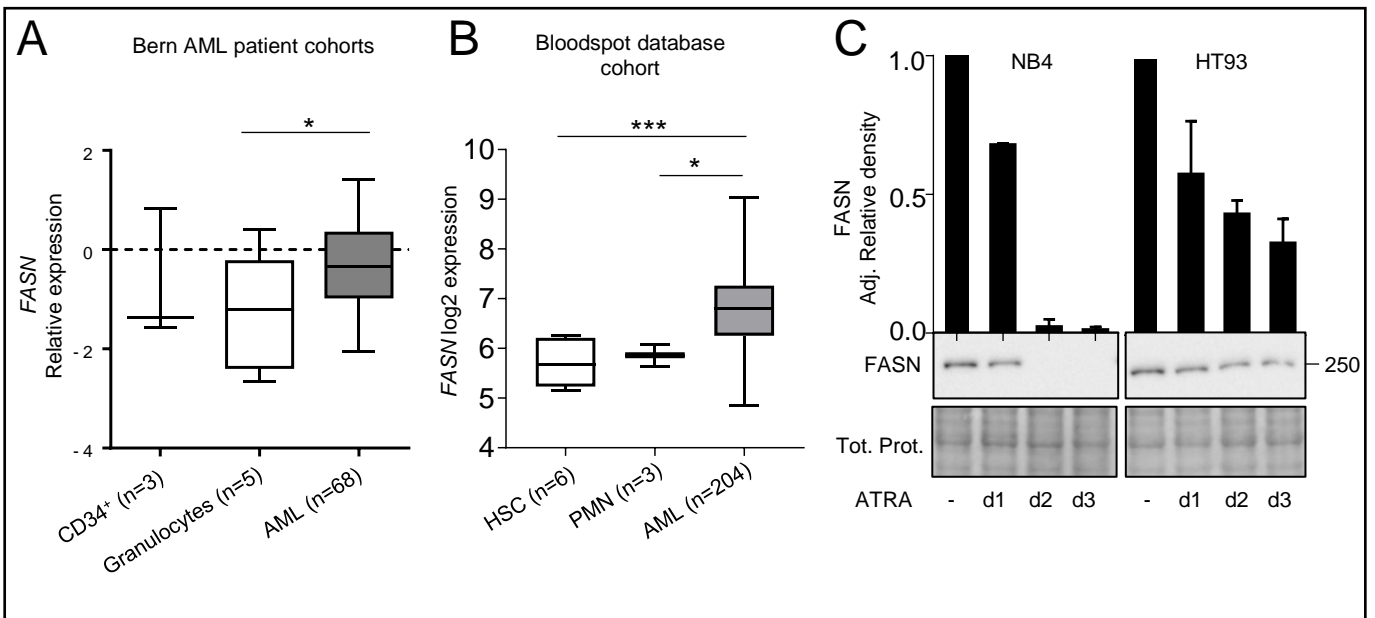 A
Bern AML patient cohorts
*
2
0
- 2
- 4
FASN
Relative expression
CD34+ (n=3)
Granulocytes (n=5)
AML (n=68)
B
Bloodspot database
cohort
***
*
10
9
8
7
6
5
4
FASN log2 expression
HSC (n=6)
PMN (n=3)
AML (n=204)
C
NB4
HT93
1.0
0.5
0.0
FASN
Adj. Relative density
FASN
250
Tot. Prot.
ATRA - d1 d2 d3 - d1 d2 d3